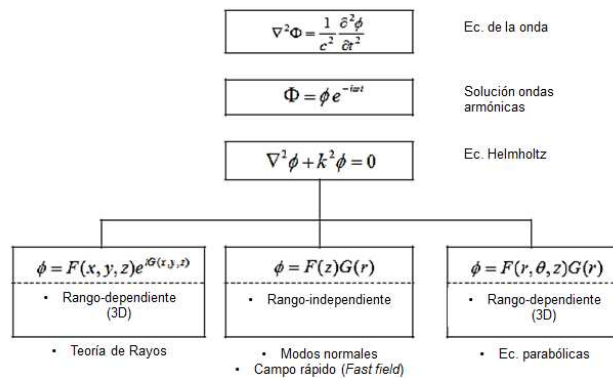 ∇²Φ = 1/c² ∂²ϕ/∂t²
Ec. de la onda
Φ = ϕ e^{-iωt}
Solución ondas
armónicas
∇²ϕ + k²ϕ = 0
Ec. Helmholtz
ϕ = F(x, y, z)e^{iG(x,y,z)}
• Rango-dependiente
(3D)
• Teoría de Rayos
ϕ = F(z)G(r)
• Rango-independiente
• Modos normales
• Campo rápido (Fast field)
ϕ = F(r, θ, z)G(r)
• Rango-dependiente
(3D)
• Ec. parabólicas